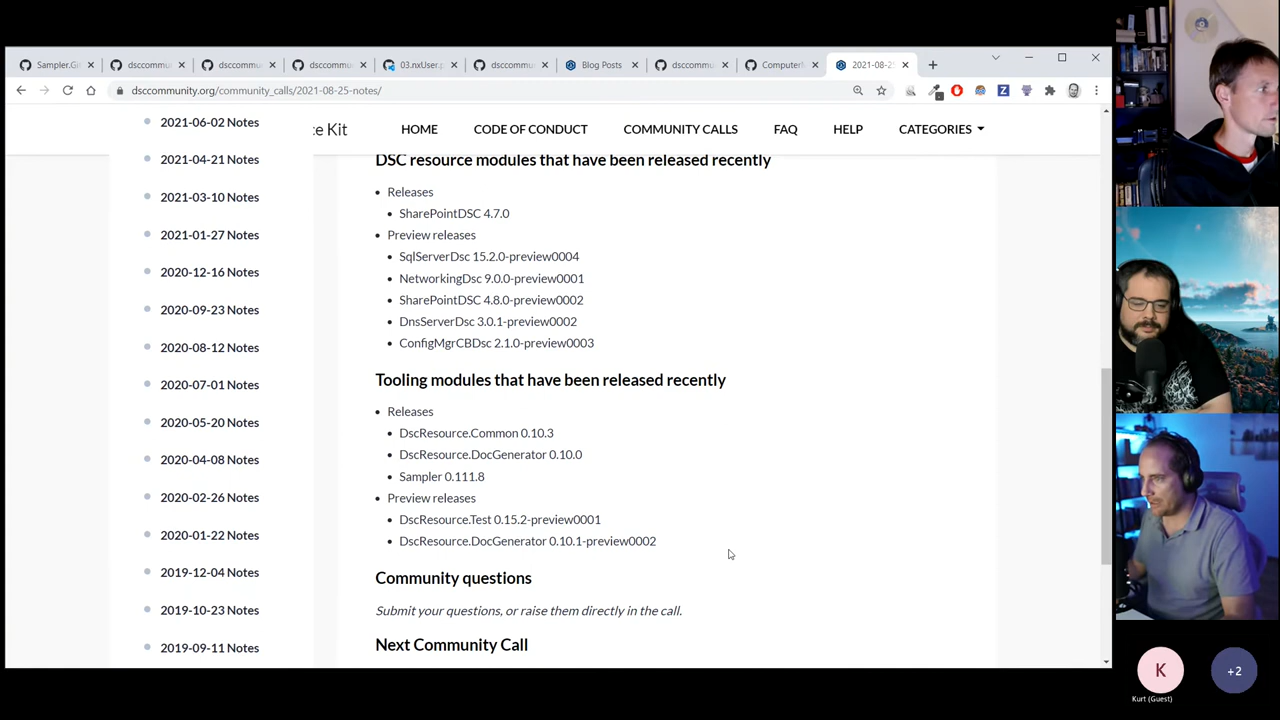 Sampler.Gi
dsccommu
dsccommu
dsccommu
03.nxUser.p
dsccommu
Blog Posts
dsccommu
ComputerM
2021-08-25
dsccommunity.org/community_calls/2021-08-25-notes/
ce Kit
HOME
CODE OF CONDUCT
COMMUNITY CALLS
FAQ
HELP
CATEGORIES
2021-06-02 Notes
2021-04-21 Notes
2021-03-10 Notes
2021-01-27 Notes
2020-12-16 Notes
2020-09-23 Notes
2020-08-12 Notes
2020-07-01 Notes
2020-05-20 Notes
2020-04-08 Notes
2020-02-26 Notes
2020-01-22 Notes
2019-12-04 Notes
2019-10-23 Notes
2019-09-11 Notes
DSC resource modules that have been released recently
Releases
SharePointDSC 4.7.0
Preview releases
SqlServerDsc 15.2.0-preview0004
NetworkingDsc 9.0.0-preview0001
SharePointDSC 4.8.0-preview0002
DnsServerDsc 3.0.1-preview0002
ConfigMgrCBDsc 2.1.0-preview0003
Tooling modules that have been released recently
Releases
DscResource.Common 0.10.3
DscResource.DocGenerator 0.10.0
Sampler 0.111.8
Preview releases
DscResource.Test 0.15.2-preview0001
DscResource.DocGenerator 0.10.1-preview0002
Community questions
Submit your questions, or raise them directly in the call.
Next Community Call
K
+2
Kurt (Guest)